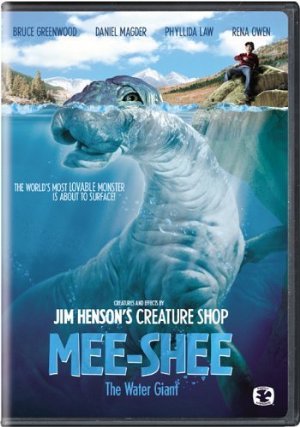 BRUCE GREENWOOD DANIEL MAGDER PHYLLIDA LAW RENA OWEN
THE WORLD'S MOST LOVABLE MONSTER
IS ABOUT TO SURFACE!
CREATURES AND EFFECTS BY
JIM HENSON'S CREATURE SHOP
MEE-SHEE
The Water Giant